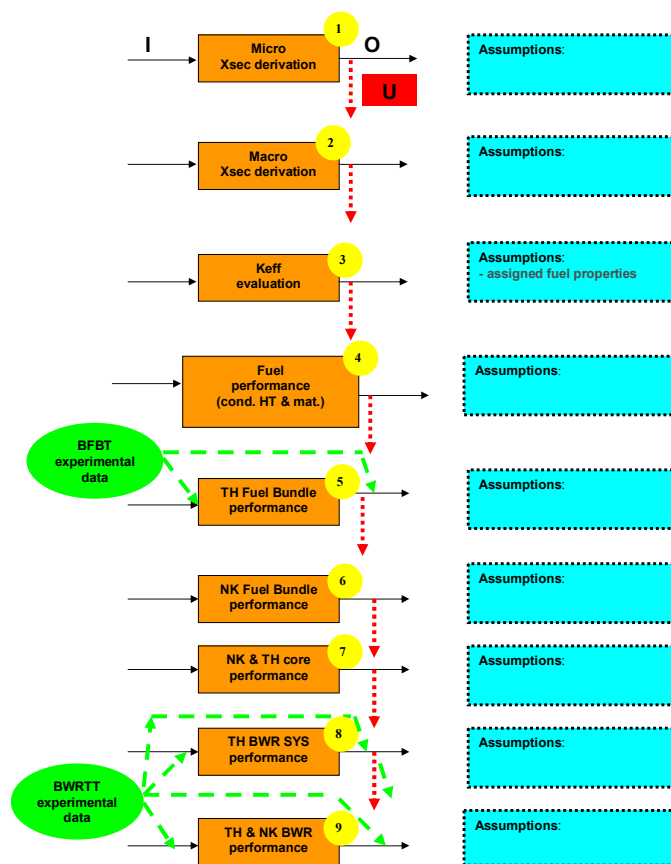 1
I
O
Micro
Xsec derivation
Assumptions:
U
2
Macro
Xsec derivation
Assumptions:
3
Keff
evaluation
Assumptions:
- assigned fuel properties
4
Fuel
performance
(cond. HT & mat.)
Assumptions:
BFBT
experimental
data
5
TH Fuel Bundle
performance
Assumptions:
6
NK Fuel Bundle
performance
Assumptions:
7
NK & TH core
performance
Assumptions:
8
TH BWR SYS
performance
Assumptions:
BWRTT
experimental
data
9
TH & NK BWR
performance
Assumptions: